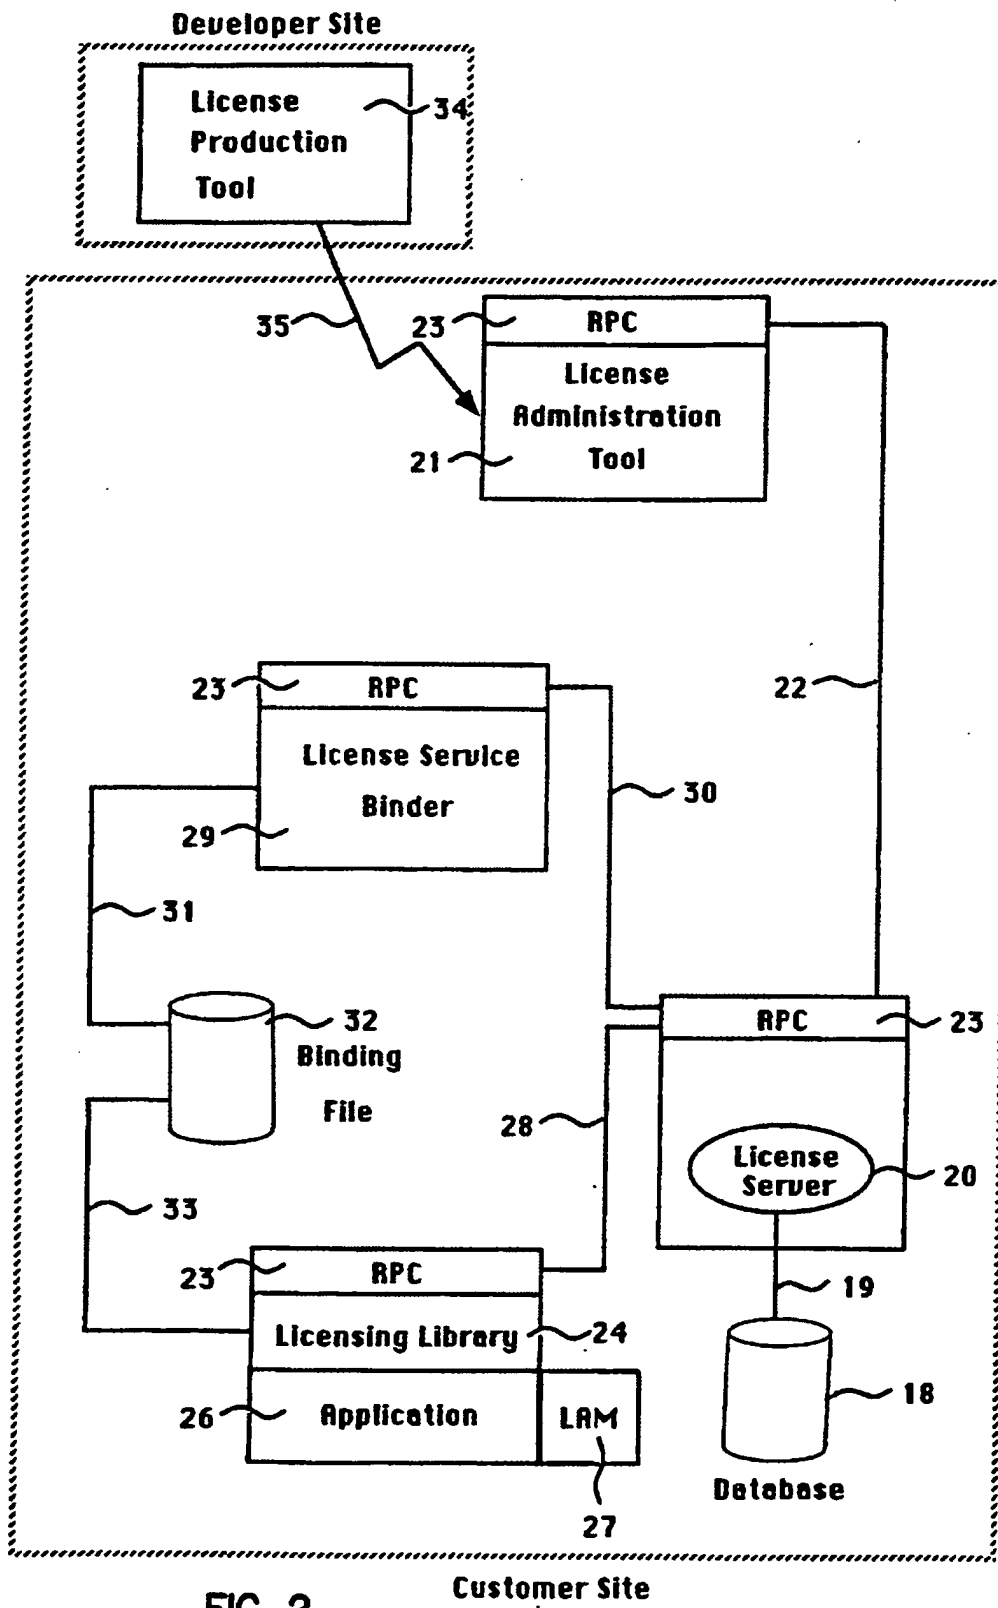 Developer Site
License
Production
Tool
34
35
23
RPC
License
Administration
Tool
21
22
23
RPC
License Service
Binder
29
30
31
32
Binding
File
23
RPC
28
License
Server
20
33
19
23
RPC
Licensing Library
24
18
26
Application
LAM
27
Database
Customer Site
FIG.